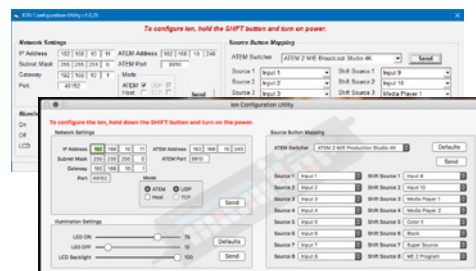 ION Configuration Utility v1.0.25
To configure Ion, hold the SHIFT button and turn on power.
Network Settings
IP Address 192 168 10 11 ATEM Address 192 168 10 240
Subnet Mask 255 255 255 0 ATEM Port 9910
Gateway 192 168 10 1 Mode
Port 49152 ATEM UDP
Host TCP Send
Source Button Mapping
ATEM Switcher ATEM 2 M/E Broadcast Studio 4K Send
Source 1 Input 1 Shift Source 1 Input 9
Source 2 Input 2 Shift Source 2 Input 10
Source 3 Input 3 Shift Source 3 Media Player 1
On
Off
LCD
Ion Configuration Utility
To configure the ion, hold down the SHIFT button and turn on the power.
Network Settings
IP Address 192 168 10 11 ATEM Address 192 168 10 240
Subnet Mask 255 255 255 0 ATEM Port 9910
Gateway 192 168 10 1
Port 49152 Mode
ATEM UDP
Host TCP
Send
Illumination Settings
LED ON 75
LED OFF 10
LCD Backlight 100
Defaults
Send
Source Button Mapping
ATEM Switcher ATEM 2 M/E Production Studio 4K Defaults
Send
Source 1 Input 1 Shift Source 1 Input 9
Source 2 Input 2 Shift Source 2 Input 10
Source 3 Input 3 Shift Source 3 Media Player 1
Source 4 Input 4 Shift Source 4 Media Player 2
Source 5 Input 5 Shift Source 5 Color 1
Source 6 Input 6 Shift Source 6 Black
Source 7 Input 7 Shift Source 7 Super Source
Source 8 Input 8 Shift Source 8 ME 2 Program